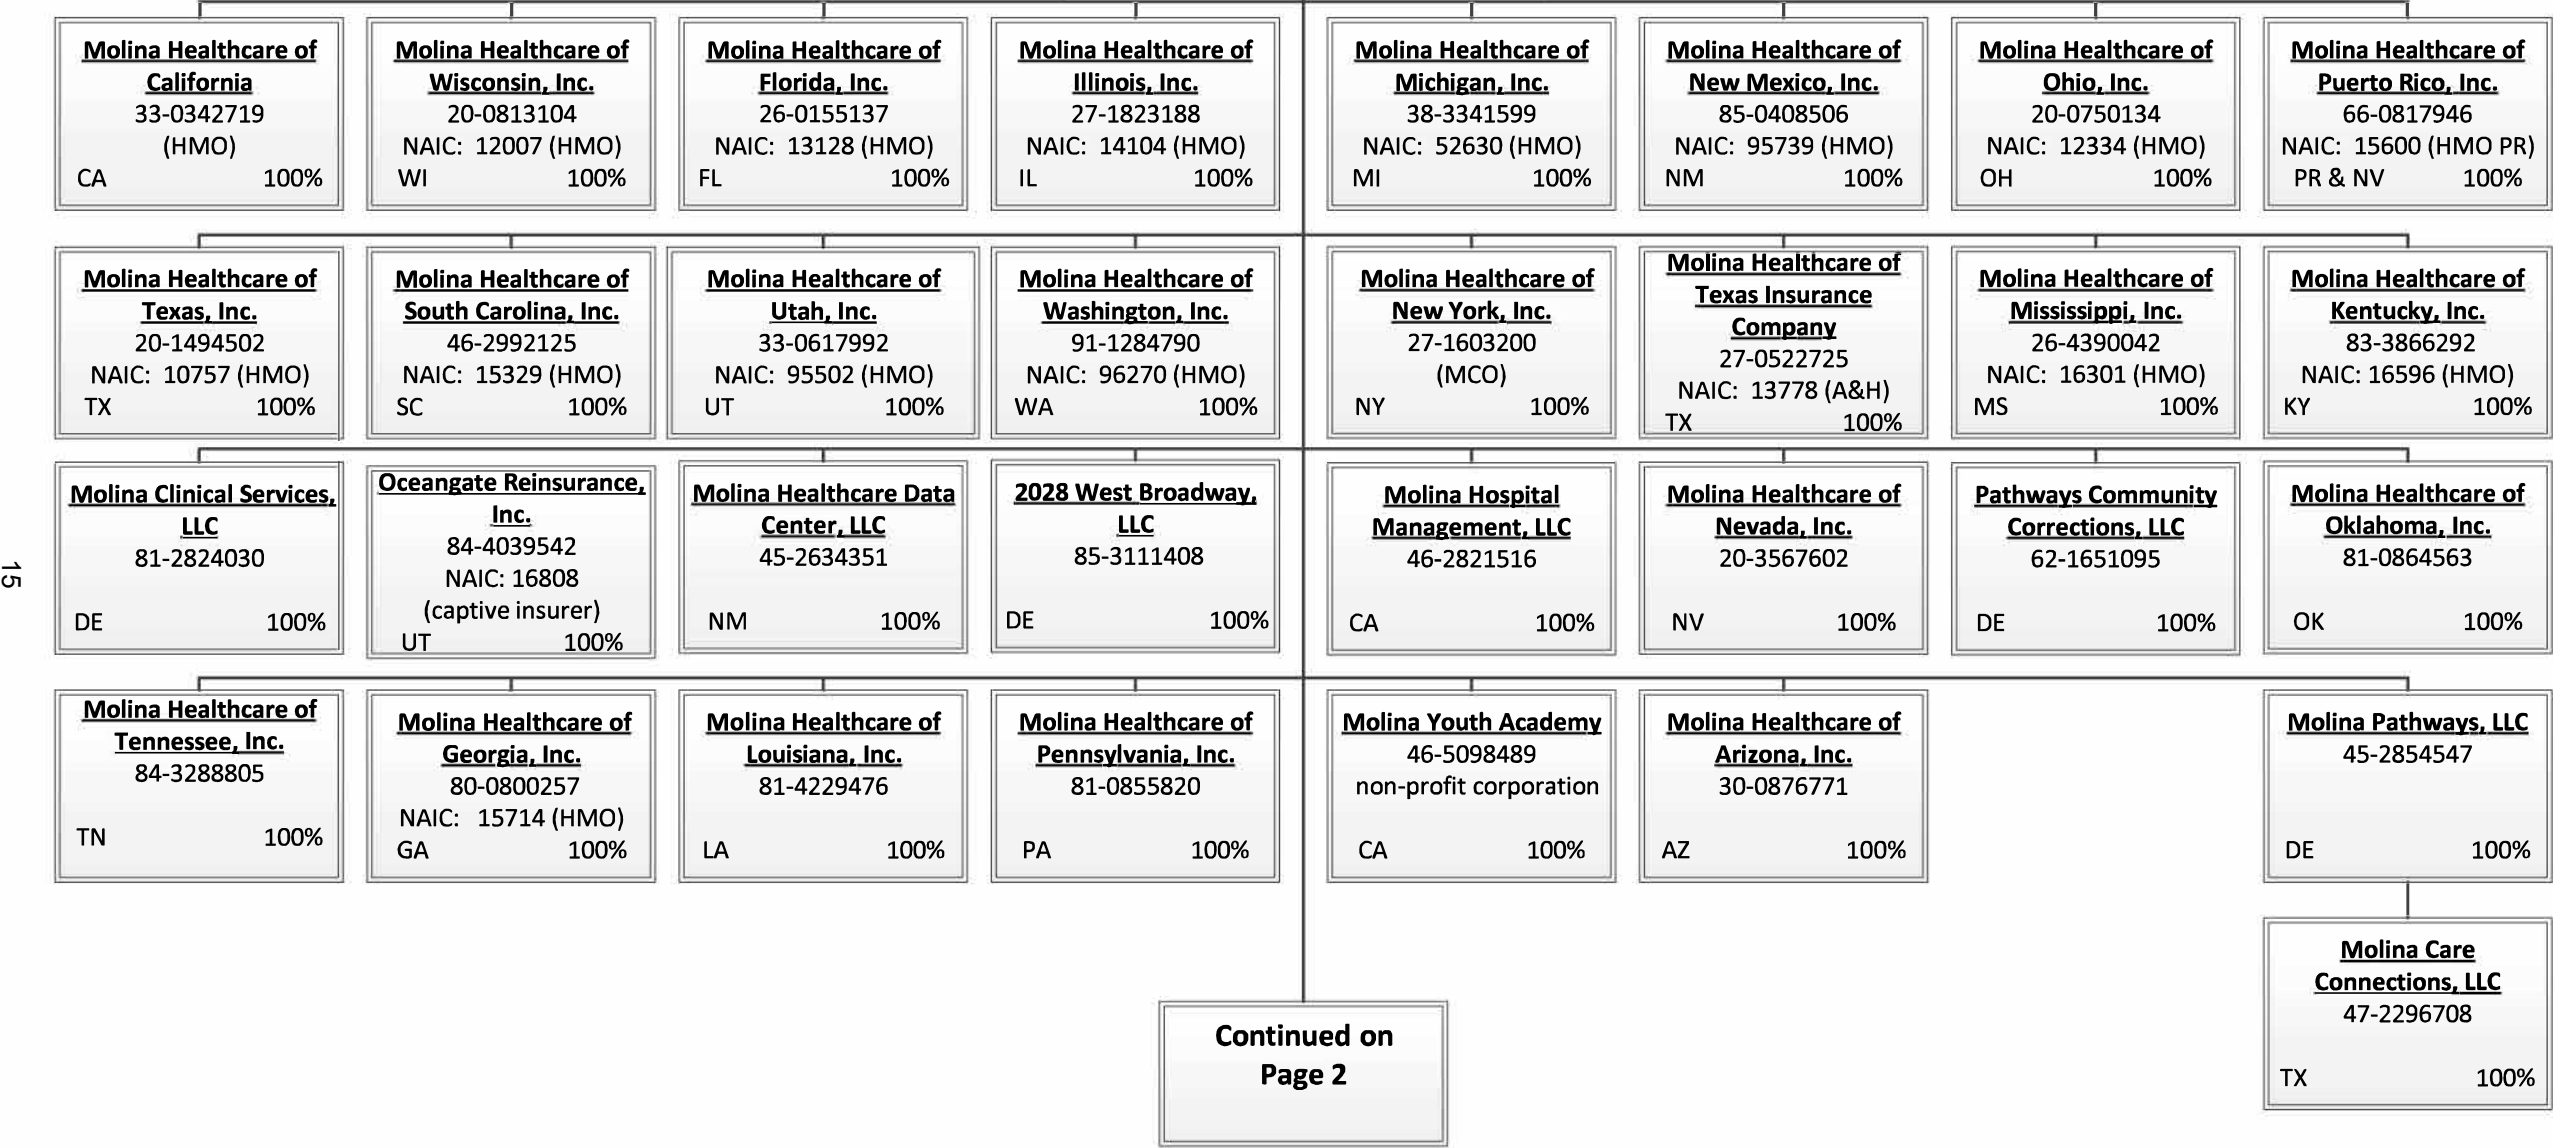 Molina Healthcare of
California
33-0342719
(HMO)
CA 100%
Molina Healthcare of
Wisconsin, Inc.
20-0813104
NAIC: 12007 (HMO)
WI 100%
Molina Healthcare of
Florida, Inc.
26-0155137
NAIC: 13128 (HMO)
FL 100%
Molina Healthcare of
Illinois, Inc.
27-1823188
NAIC: 14104 (HMO)
IL 100%
Molina Healthcare of
Michigan, Inc.
38-3341599
NAIC: 52630 (HMO)
MI 100%
Molina Healthcare of
New Mexico, Inc.
85-0408506
NAIC: 95739 (HMO)
NM 100%
Molina Healthcare of
Ohio, Inc.
20-0750134
NAIC: 12334 (HMO)
OH 100%
Molina Healthcare of
Puerto Rico, Inc.
66-0817946
NAIC: 15600 (HMO PR)
PR & NV 100%
Molina Healthcare of
Texas, Inc.
20-1494502
NAIC: 10757 (HMO)
TX 100%
Molina Healthcare of
South Carolina, Inc.
46-2992125
NAIC: 15329 (HMO)
SC 100%
Molina Healthcare of
Utah, Inc.
33-0617992
NAIC: 95502 (HMO)
UT 100%
Molina Healthcare of
Washington, Inc.
91-1284790
NAIC: 96270 (HMO)
WA 100%
Molina Healthcare of
New York, Inc.
27-1603200
(MCO)
NY 100%
Molina Healthcare of
Texas Insurance
Company
27-0522725
NAIC: 13778 (A&H)
TX 100%
Molina Healthcare of
Mississippi, Inc.
26-4390042
NAIC: 16301 (HMO)
MS 100%
Molina Healthcare of
Kentucky, Inc.
83-3866292
NAIC: 16596 (HMO)
KY 100%
Molina Clinical Services,
LLC
81-2824030
DE 100%
Oceangate Reinsurance,
Inc.
84-4039542
NAIC: 16808
(captive insurer)
UT 100%
Molina Healthcare Data
Center, LLC
45-2634351
NM 100%
2028 West Broadway,
LLC
85-3111408
DE 100%
Molina Hospital
Management, LLC
46-2821516
CA 100%
Molina Healthcare of
Nevada, Inc.
20-3567602
NV 100%
Pathways Community
Corrections, LLC
62-1651095
DE 100%
Molina Healthcare of
Oklahoma, Inc.
81-0864563
OK 100%
15
Molina Healthcare of
Tennessee, Inc.
84-3288805
TN 100%
Molina Healthcare of
Georgia, Inc.
80-0800257
NAIC: 15714 (HMO)
GA 100%
Molina Healthcare of
Louisiana, Inc.
81-4229476
LA 100%
Molina Healthcare of
Pennsylvania, Inc.
81-0855820
PA 100%
Molina Youth Academy
46-5098489
non-profit corporation
CA 100%
Molina Healthcare of
Arizona, Inc.
30-0876771
AZ 100%
Molina Pathways, LLC
45-2854547
DE 100%
Molina Care
Connections, LLC
47-2296708
TX 100%
Continued on
Page 2